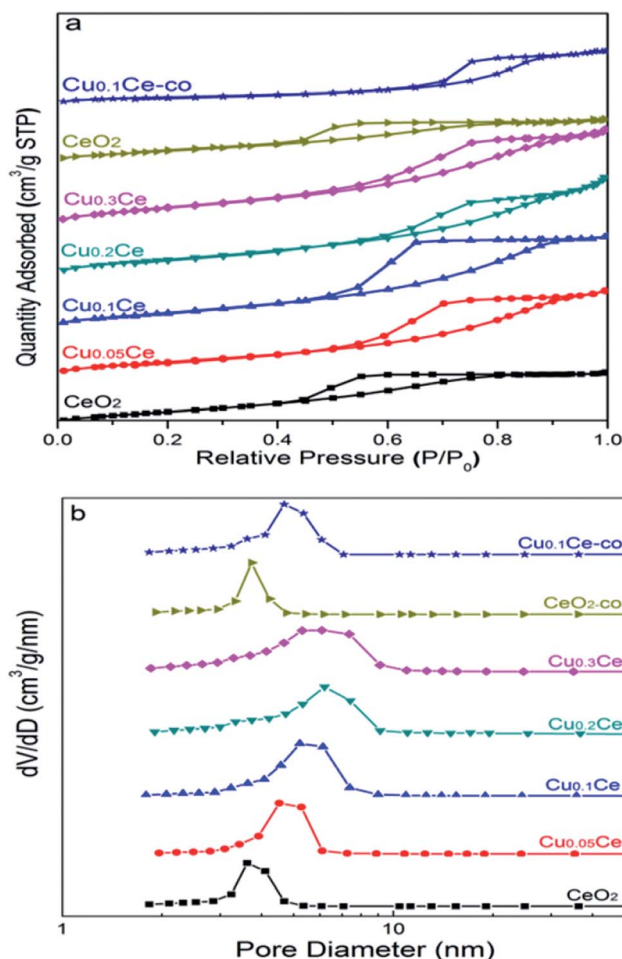 a
Quantity Adsorbed (cm³/g STP)
Cu0.1Ce-co
CeO2
Cu0.3Ce
Cu0.2Ce
Cu0.1Ce
Cu0.05Ce
CeO2
0.0 0.2 0.4 0.6 0.8 1.0
Relative Pressure (P/P0)
b
dV/dD (cm³/g/nm)
Cu0.1Ce-co
CeO2-co
Cu0.3Ce
Cu0.2Ce
Cu0.1Ce
Cu0.05Ce
CeO2
1 10
Pore Diameter (nm)